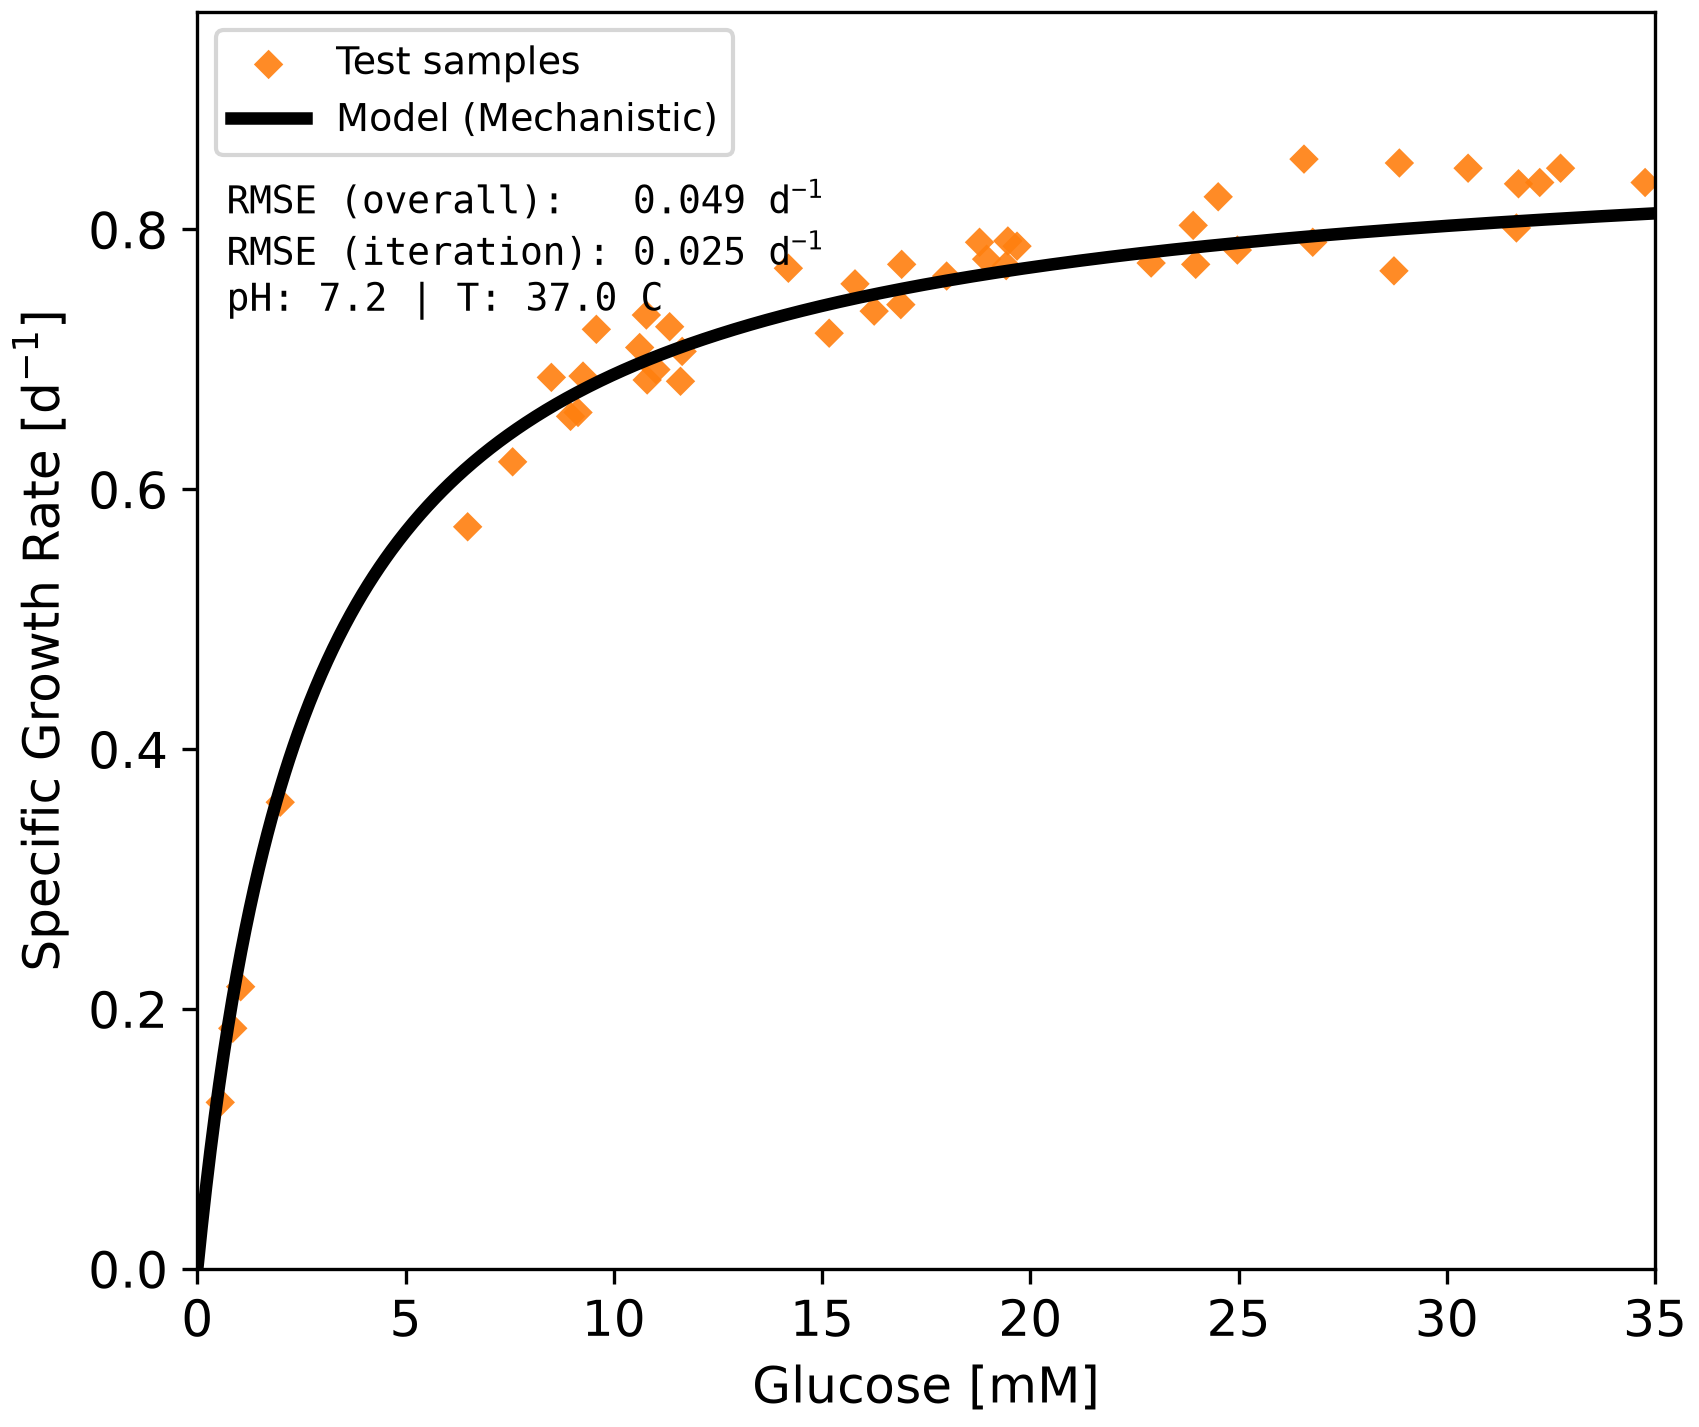 Test samples
Model (Mechanistic)
RMSE (overall):   0.049 d⁻¹
RMSE (iteration): 0.025 d⁻¹
pH: 7.2 | T: 37.0 C
Specific Growth Rate [d⁻¹]
0.8
0.6
0.4
0.2
0.0
0 5 10 15 20 25 30 35
Glucose [mM]